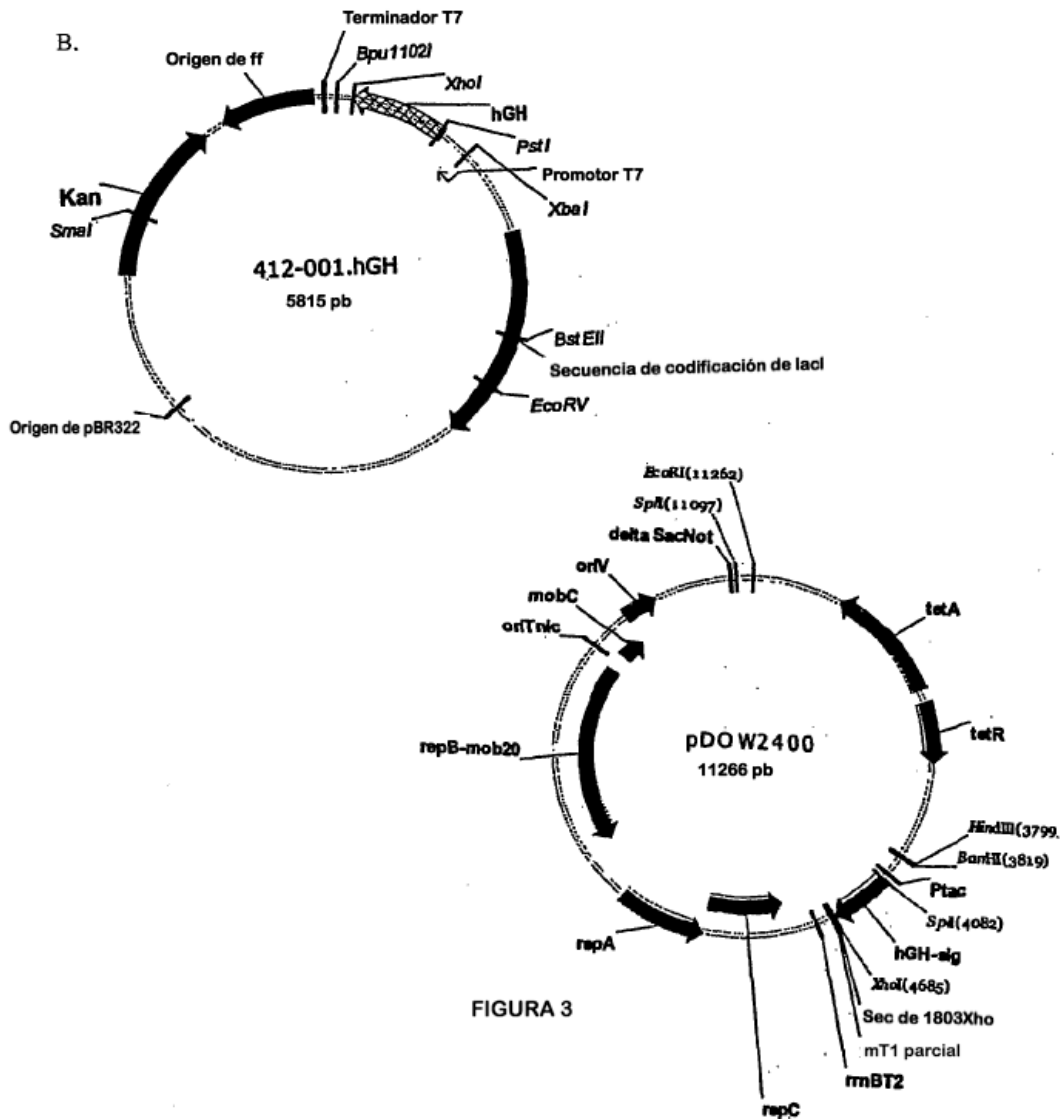 B.
Terminador T7
Bpu1102I
Origen de ff
XhoI
hGH
PstI
Promotor T7
XbaI
Kan
SmaI
412-001.hGH
5815 pb
BstEII
Secuencia de codificación de lacI
EcoRV
Origen de pBR322
EcoRI(11262)
SphI(11097)
delta SacNot
oriV
mobC
oriTnic
tetA
repB-mob20
pDOW2400
11266 pb
tetR
HindIII(3799
BamHI(3819)
Ptac
SpeI(4082)
hGH-sig
XhoI(4685)
repA
Sec de 1803Xho
mT1 parcial
rrnBT2
repC
FIGURA 3